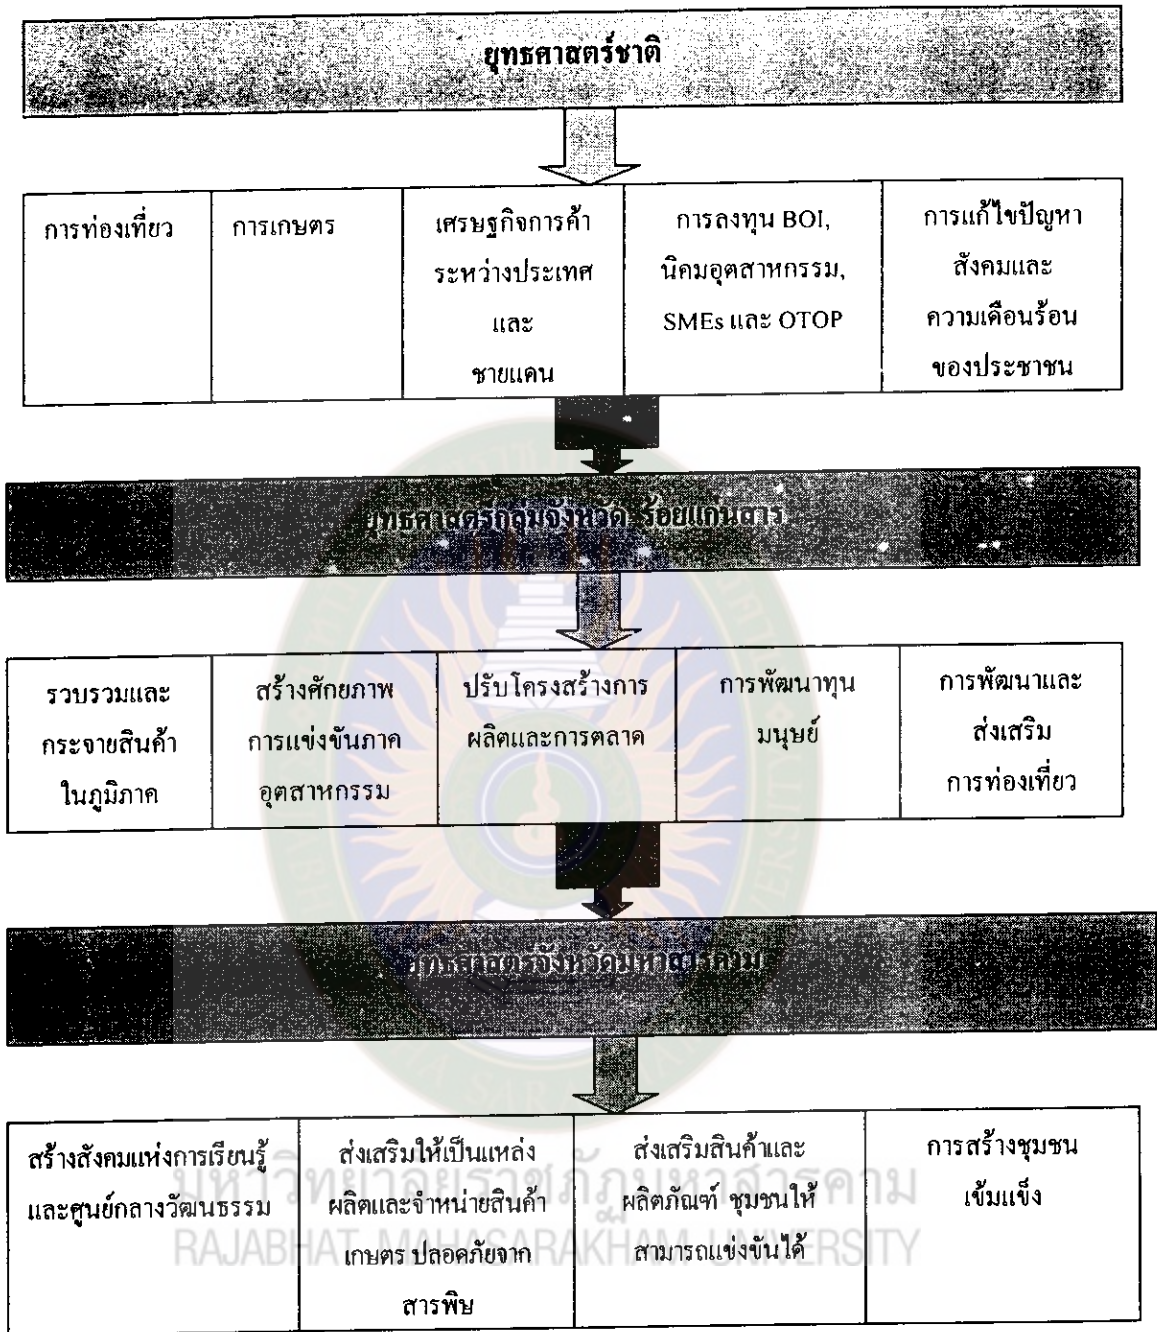 ยุทธศาสตร์ชาติ
การท่องเที่ยว
การเกษตร
เศรษฐกิจการค้า
ระหว่างประเทศ
และ
ชายแดน
การลงทุน BOI,
นิคมอุตสาหกรรม,
SMEs และ OTOP
การแก้ไขปัญหา
สังคมและ
ความเดือนร้อน
ของประชาชน
ยุทธศาสตร์กลุ่มจังหวัด ร้อยแก่นสาร
รวบรวมและ
กระจายสินค้า
ในภูมิภาค
สร้างศักยภาพ
การแข่งขันภาค
อุตสาหกรรม
ปรับโครงสร้างการ
ผลิตและการตลาด
การพัฒนาทุน
มนุษย์
การพัฒนาและ
ส่งเสริม
การท่องเที่ยว
ยุทธศาสตร์จังหวัดมหาสารคาม
สร้างสังคมแห่งการเรียนรู้
และศูนย์กลางวัฒนธรรม
ส่งเสริมให้เป็นแหล่ง
ผลิตและจำหน่ายสินค้า
เกษตร ปลอดภัยจาก
สารพิษ
ส่งเสริมสินค้าและ
ผลิตภัณฑ์ ชุมชนให้
สามารถแข่งขันได้
การสร้างชุมชน
เข้มแข็ง
มหาวิทยาลัยราชภัฏมหาสารคาม
RAJABHAT MAHASARAKHAM UNIVERSITY